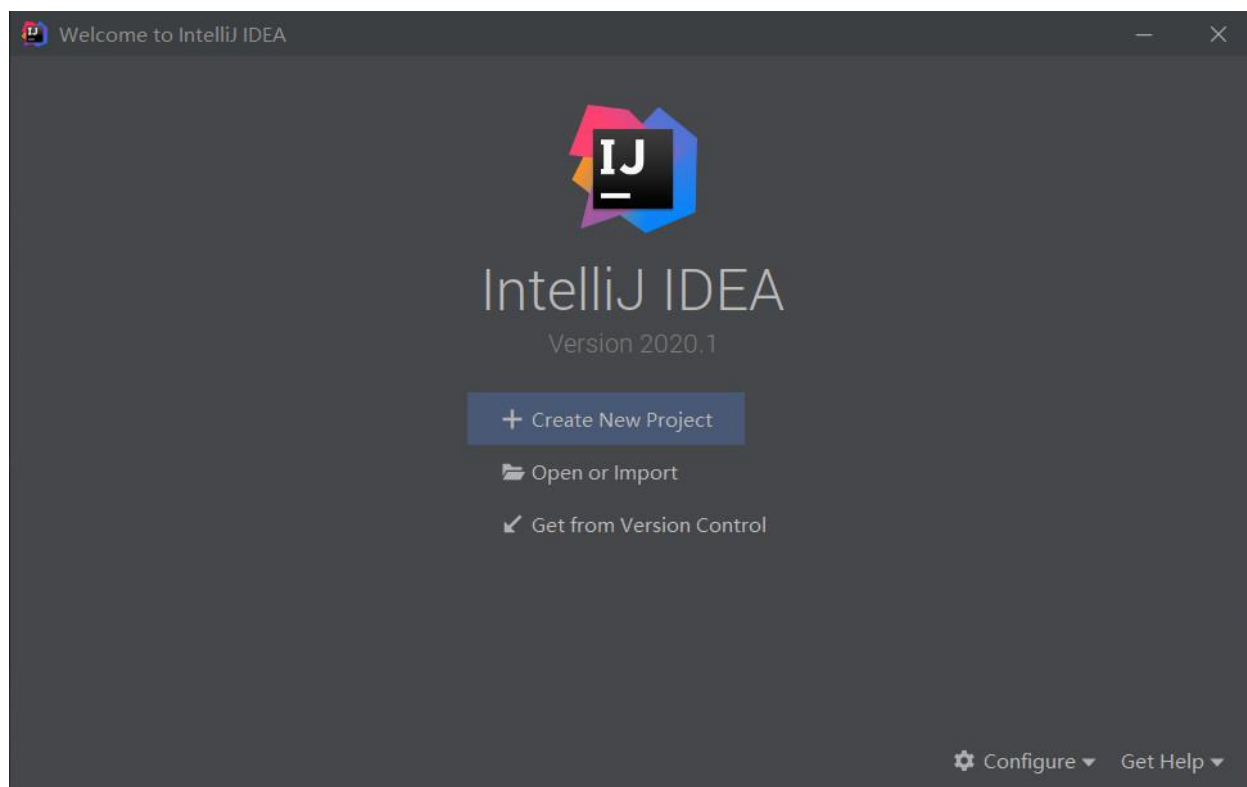 Welcome to IntelliJ IDEA
IJ
IntelliJ IDEA
Version 2020.1
Create New Project
Open or Import
Get from Version Control
Configure
Get Help